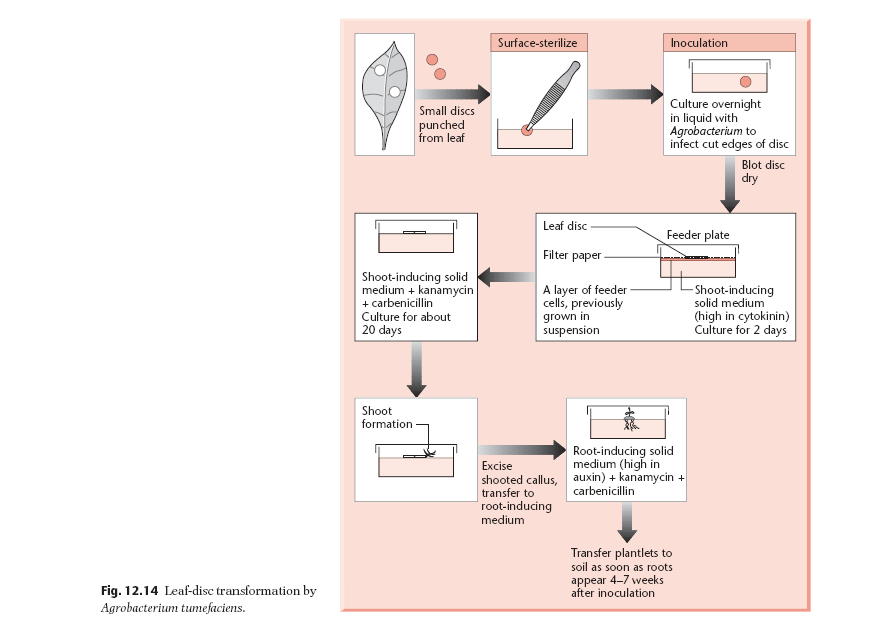 Small discs
punched
from leaf
Surface-sterilize
Inoculation
Culture overnight
in liquid with
Agrobacterium to
infect cut edges of disc
Blot disc
dry
Leaf disc
Feeder plate
Filter paper
A layer of feeder
cells, previously
grown in
suspension
Shoot-inducing
solid medium
(high in cytokinin)
Culture for 2 days
Shoot-inducing solid
medium + kanamycin
+ carbenicillin
Culture for about
20 days
Shoot
formation
Excise
shooted callus,
transfer to
root-inducing
medium
Root-inducing solid
medium (high in
auxin) + kanamycin +
carbenicillin
Transfer plantlets to
soil as soon as roots
appear 4–7 weeks
after inoculation
Fig. 12.14 Leaf-disc transformation by
Agrobacterium tumefaciens.